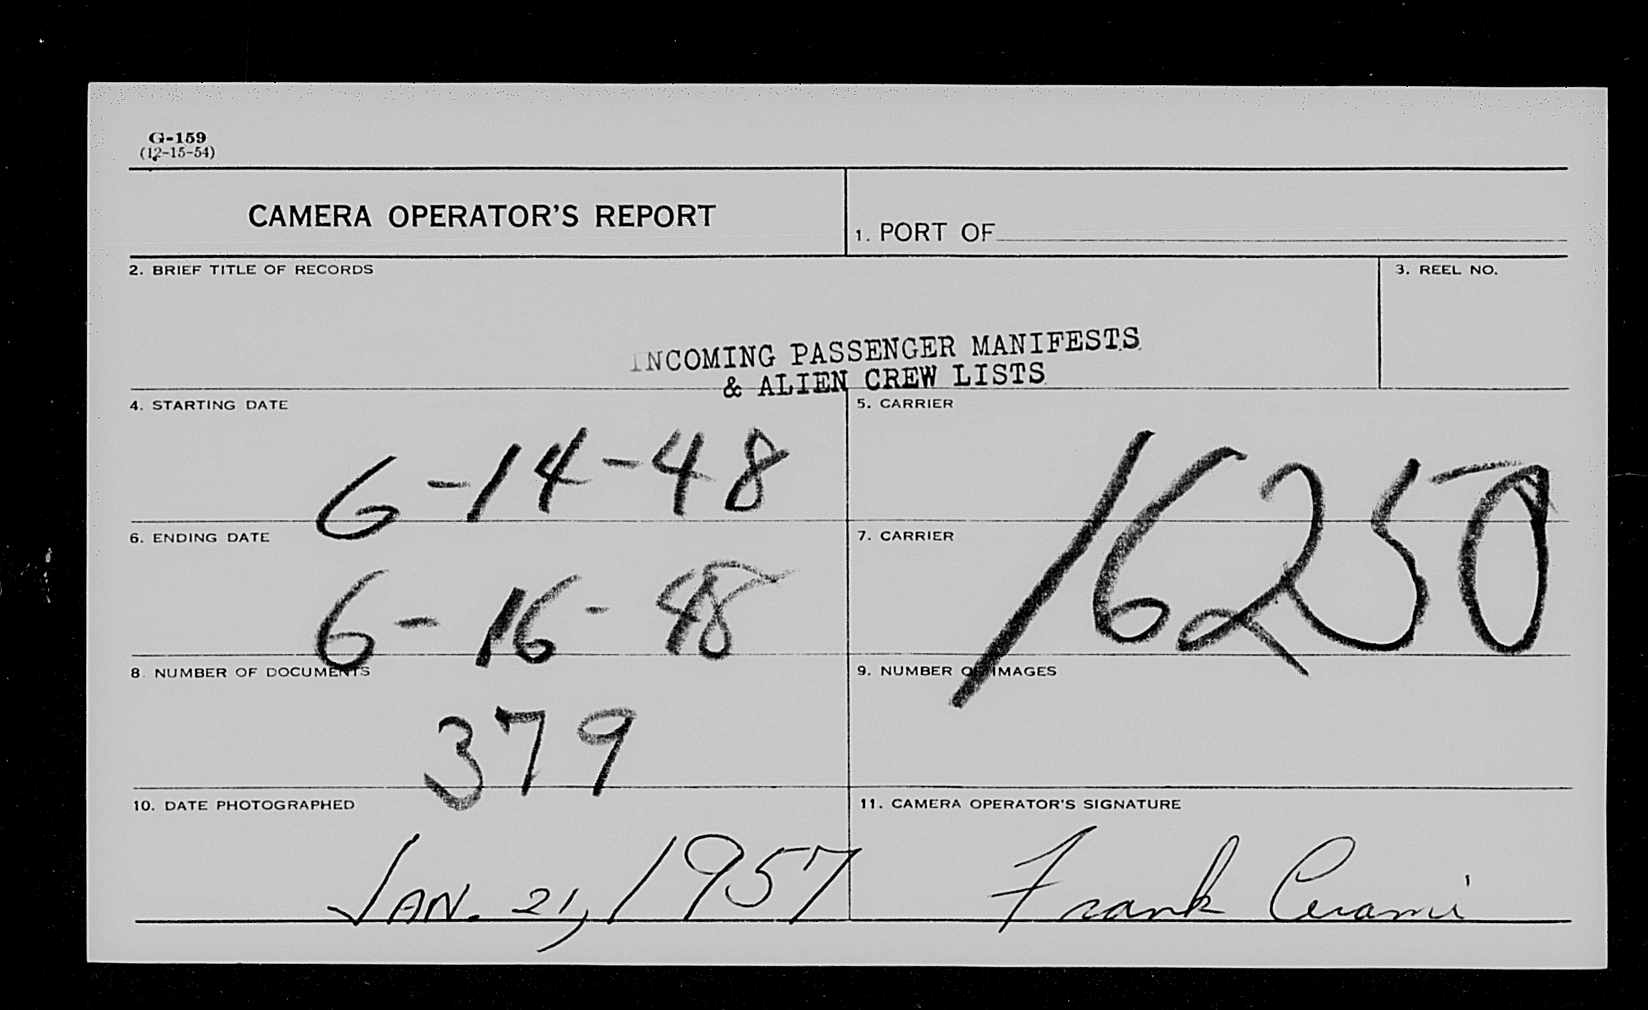 G-159
(12-15-54)
CAMERA OPERATOR'S REPORT
1. PORT OF
2. BRIEF TITLE OF RECORDS
3. REEL NO.
INCOMING PASSENGER MANIFESTS
& ALIEN CREW LISTS
4. STARTING DATE
6-14-48
5. CARRIER
16250
6. ENDING DATE
6-16-48
7. CARRIER
8. NUMBER OF DOCUMENTS
379
9. NUMBER OF IMAGES
10. DATE PHOTOGRAPHED
JAN. 21, 1957
11. CAMERA OPERATOR'S SIGNATURE
Frank Cerami